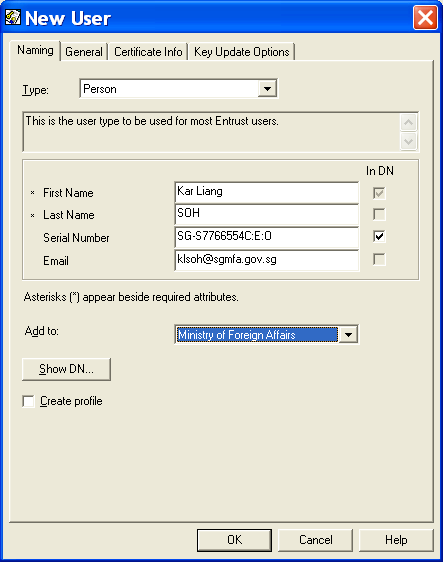 New User
Naming General Certificate Info Key Update Options
Type: Person
This is the user type to be used for most Entrust users.
In DN
* First Name Kar Liang
* Last Name SOH
Serial Number SG-S7766554C:E:O
Email klsoh@sgmfa.gov.sg
Asterisks (*) appear beside required attributes.
Add to: Ministry of Foreign Affairs
Show DN...
Create profile
OK Cancel Help